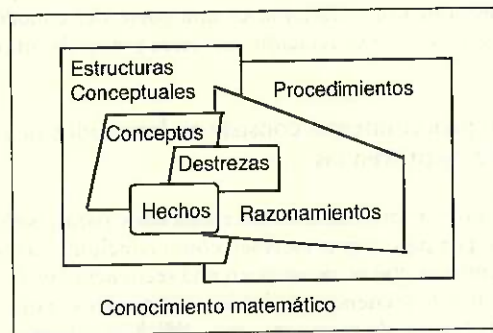 Estructuras
Conceptuales
Procedimientos
Conceptos
Destrezas
Hechos
Razonamientos
Conocimiento matemático